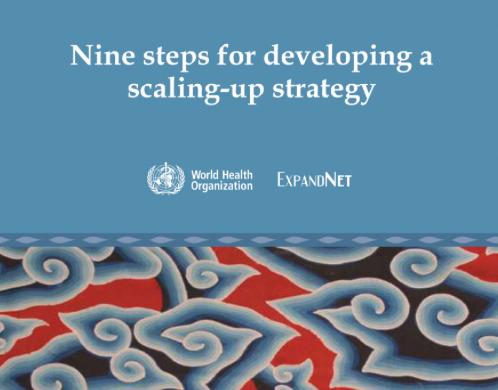 Nine steps for developing a
scaling-up strategy
World Health
Organization
EXPANDNET